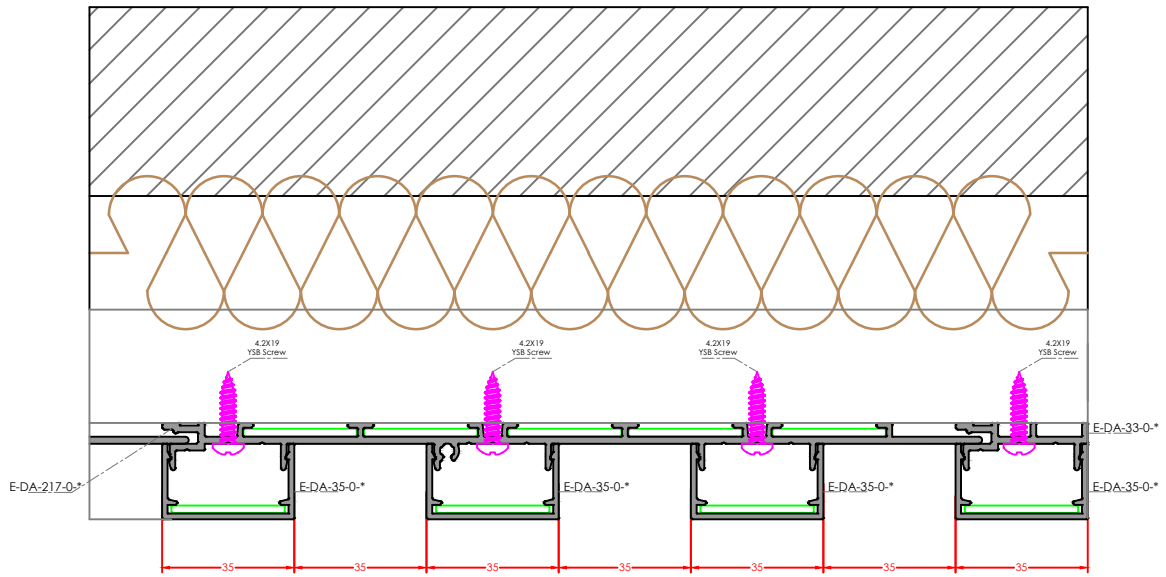 4.2X19
YSB Screw
4.2X19
YSB Screw
4.2X19
YSB Screw
4.2X19
YSB Screw
E-DA-33-0-*
E-DA-217-0-*
E-DA-35-0-*
E-DA-35-0-*
E-DA-35-0-*
E-DA-35-0-*
35
35
35
35
35
35
35